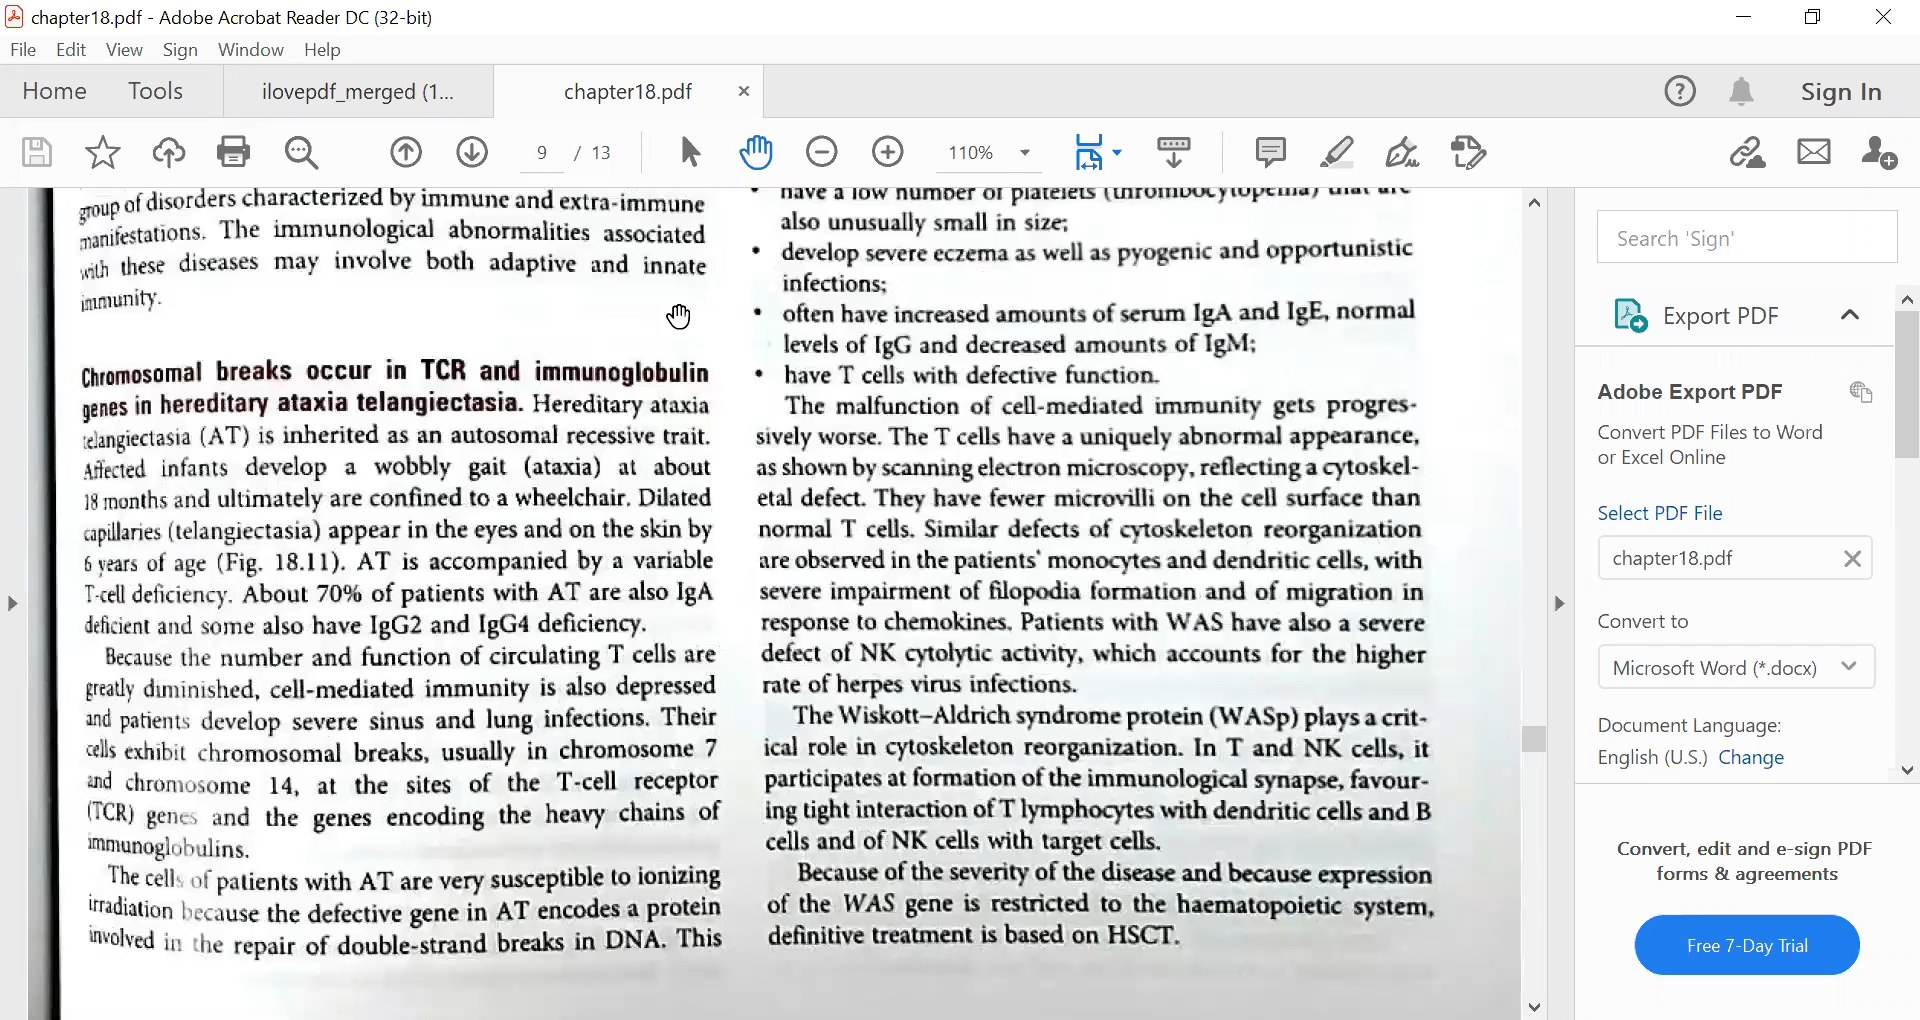 chapter18.pdf - Adobe Acrobat Reader DC (32-bit)
File Edit View Sign Window Help
Home Tools ilovepdf_merged (1... chapter18.pdf Sign In
9 / 13 110%
group of disorders characterized by immune and extra-immune
manifestations. The immunological abnormalities associated
with these diseases may involve both adaptive and innate
immunity.
Chromosomal breaks occur in TCR and immunoglobulin
genes in hereditary ataxia telangiectasia. Hereditary ataxia
telangiectasia (AT) is inherited as an autosomal recessive trait.
Affected infants develop a wobbly gait (ataxia) at about
18 months and ultimately are confined to a wheelchair. Dilated
capillaries (telangiectasia) appear in the eyes and on the skin by
6 years of age (Fig. 18.11). AT is accompanied by a variable
T-cell deficiency. About 70% of patients with AT are also IgA
deficient and some also have IgG2 and IgG4 deficiency.
Because the number and function of circulating T cells are
greatly diminished, cell-mediated immunity is also depressed
and patients develop severe sinus and lung infections. Their
cells exhibit chromosomal breaks, usually in chromosome 7
and chromosome 14, at the sites of the T-cell receptor
(TCR) genes and the genes encoding the heavy chains of
immunoglobulins.
The cells of patients with AT are very susceptible to ionizing
irradiation because the defective gene in AT encodes a protein
involved in the repair of double-strand breaks in DNA. This
• have a low number of platelets (thrombocytopenia) that are
also unusually small in size;
• develop severe eczema as well as pyogenic and opportunistic
infections;
• often have increased amounts of serum IgA and IgE, normal
levels of IgG and decreased amounts of IgM;
• have T cells with defective function.
The malfunction of cell-mediated immunity gets progres-
sively worse. The T cells have a uniquely abnormal appearance,
as shown by scanning electron microscopy, reflecting a cytoskel-
etal defect. They have fewer microvilli on the cell surface than
normal T cells. Similar defects of cytoskeleton reorganization
are observed in the patients' monocytes and dendritic cells, with
severe impairment of filopodia formation and of migration in
response to chemokines. Patients with WAS have also a severe
defect of NK cytolytic activity, which accounts for the higher
rate of herpes virus infections.
The Wiskott–Aldrich syndrome protein (WASp) plays a crit-
ical role in cytoskeleton reorganization. In T and NK cells, it
participates at formation of the immunological synapse, favour-
ing tight interaction of T lymphocytes with dendritic cells and B
cells and of NK cells with target cells.
Because of the severity of the disease and because expression
of the WAS gene is restricted to the haematopoietic system,
definitive treatment is based on HSCT.
Search 'Sign'
Export PDF
Adobe Export PDF
Convert PDF Files to Word
or Excel Online
Select PDF File
chapter18.pdf
Convert to
Microsoft Word (*.docx)
Document Language:
English (U.S.) Change
Convert, edit and e-sign PDF
forms & agreements
Free 7-Day Trial